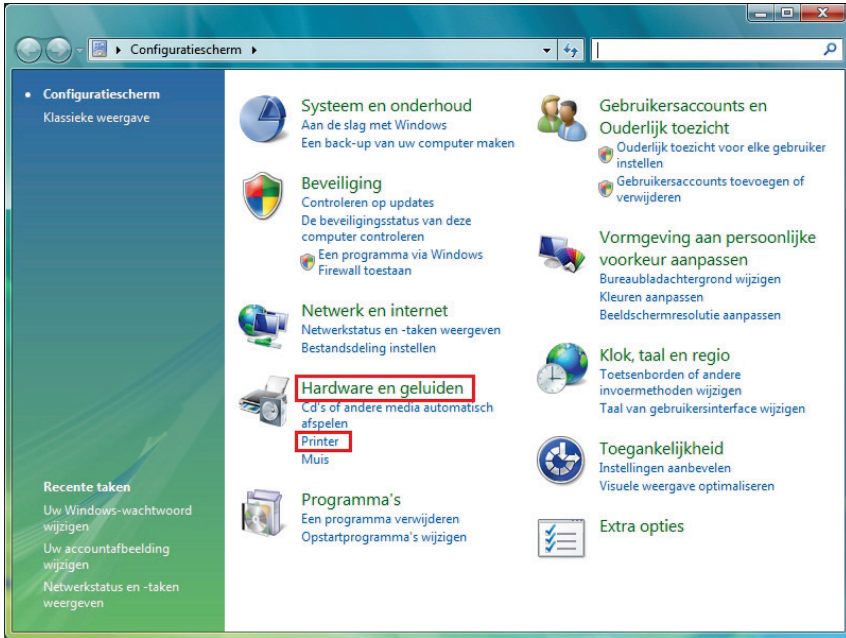 Configuratiescherm
Configuratiescherm
Klassieke weergave
Recente taken
Uw Windows-wachtwoord
wijzigen
Uw accountafbeelding
wijzigen
Netwerkstatus en -taken
weergeven
Systeem en onderhoud
Aan de slag met Windows
Een back-up van uw computer maken
Beveiliging
Controleren op updates
De beveiligingsstatus van deze
computer controleren
Een programma via Windows
Firewall toestaan
Netwerk en internet
Netwerkstatus en -taken weergeven
Bestandsdeling instellen
Hardware en geluiden
Cd's of andere media automatisch
afspelen
Printer
Muis
Programma's
Een programma verwijderen
Opstartprogramma's wijzigen
Gebruikersaccounts en
Ouderlijk toezicht
Ouderlijk toezicht voor elke gebruiker
instellen
Gebruikersaccounts toevoegen of
verwijderen
Vormgeving aan persoonlijke
voorkeur aanpassen
Bureaubladachtergrond wijzigen
Kleuren aanpassen
Beeldschermresolutie aanpassen
Klok, taal en regio
Toetsenborden of andere
invoermethoden wijzigen
Taal van gebruikersinterface wijzigen
Toegankelijkheid
Instellingen aanbevelen
Visuele weergave optimaliseren
Extra opties